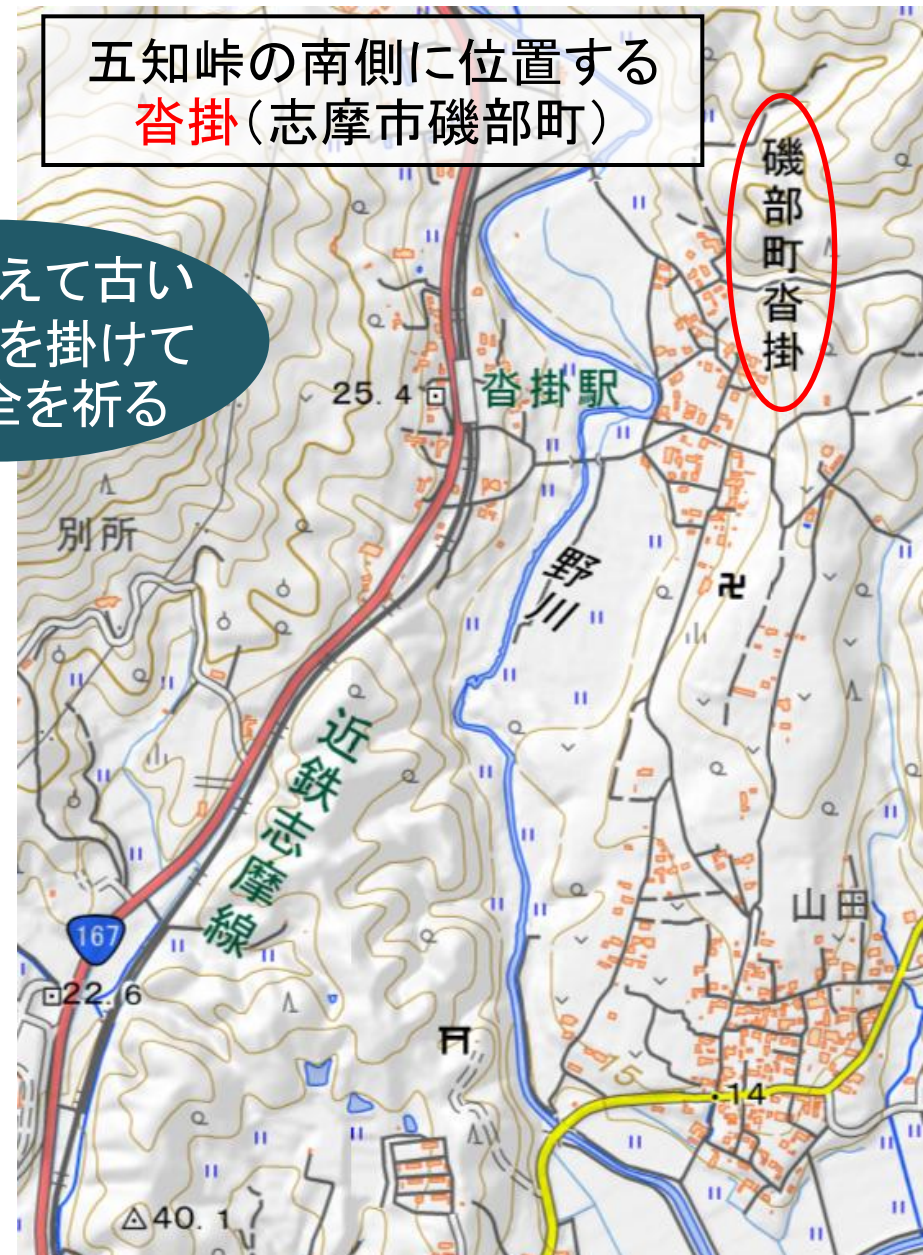 五知峠の南側に位置する
沓掛(志摩市磯部町)
磯部町沓掛
えて古い
を掛けて
全を祈る
25.4
沓掛駅
別所
野川
近鉄志摩線
167
22.6
山田
15
14
40.1